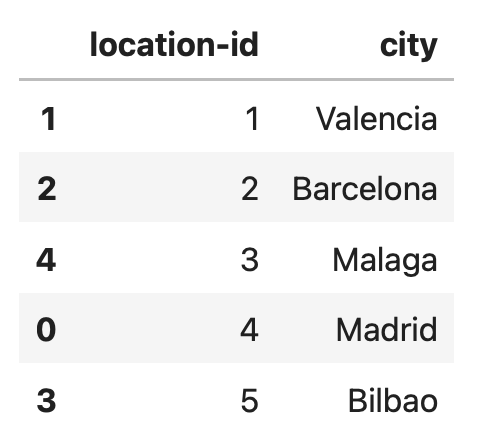 location-id city
1 1 Valencia
2 2 Barcelona
4 3 Malaga
0 4 Madrid
3 5 Bilbao